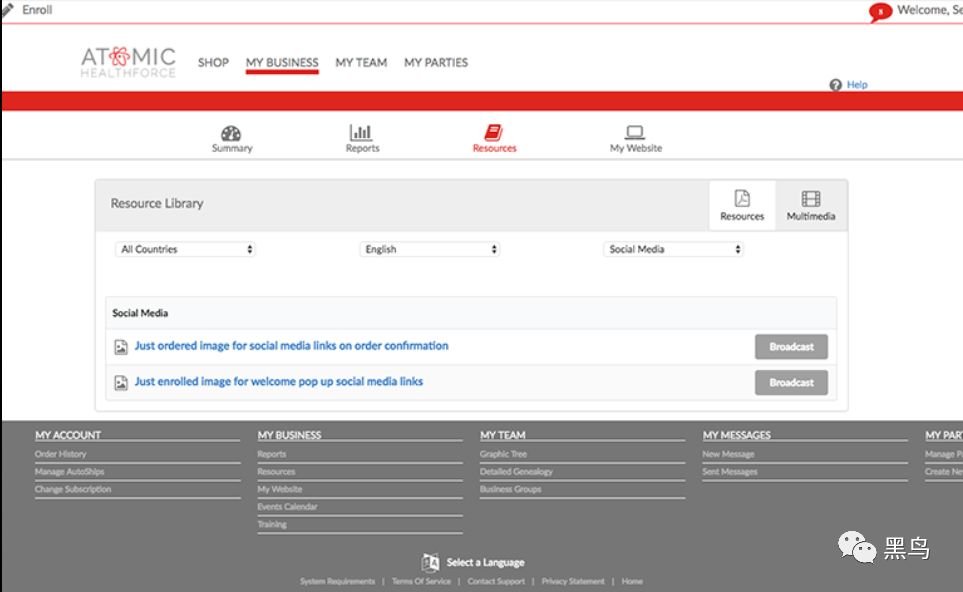 Enroll
8
Welcome, Se
ATOMIC
HEALTHFORCE
SHOP MY BUSINESS MY TEAM MY PARTIES
Help
Summary Reports Resources My Website
Resource Library
Resources Multimedia
All Countries English Social Media
Social Media
Just ordered image for social media links on order confirmation Broadcast
Just enrolled image for welcome pop up social media links Broadcast
MY ACCOUNT MY BUSINESS MY TEAM MY MESSAGES MY PAR
Order History Reports Graphic Tree New Message Manage P
Manage AutoShips Resources Detailed Genealogy Sent Messages Create Ne
Change Subscription My Website Business Groups
Events Calendar
Training
Select a Language
System Requirements | Terms Of Service | Contact Support | Privacy Statement | Home
黑鸟